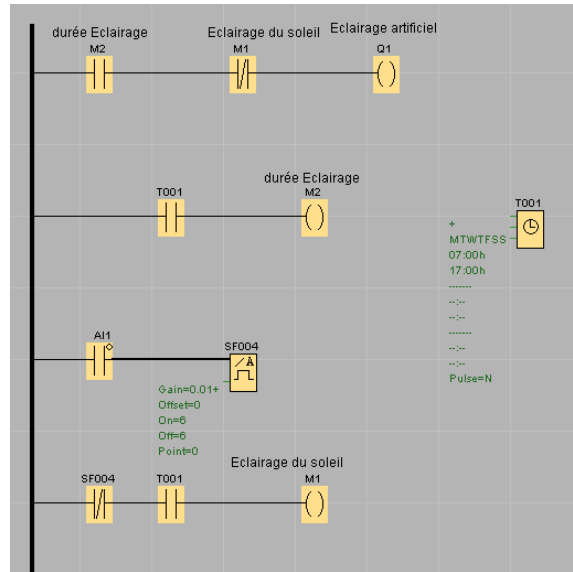 durée Eclairage
M2
Eclairage du soleil
M1
Eclairage artificiel
Q1
T001
durée Eclairage
M2
T001
+
MTWTFSS
07:00h
17:00h
-------
--:--
--:--
-------
--:--
--:--
Pulse=N
AI1
SF004
/A
Gain=0.01+
Offset=0
On=6
Off=6
Point=0
SF004
T001
Eclairage du soleil
M1